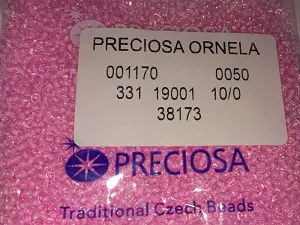 PRECIOSA ORNELA
001170 0050
331 19001 10/0
38173
PRECIOSA
Traditional Czech Beads